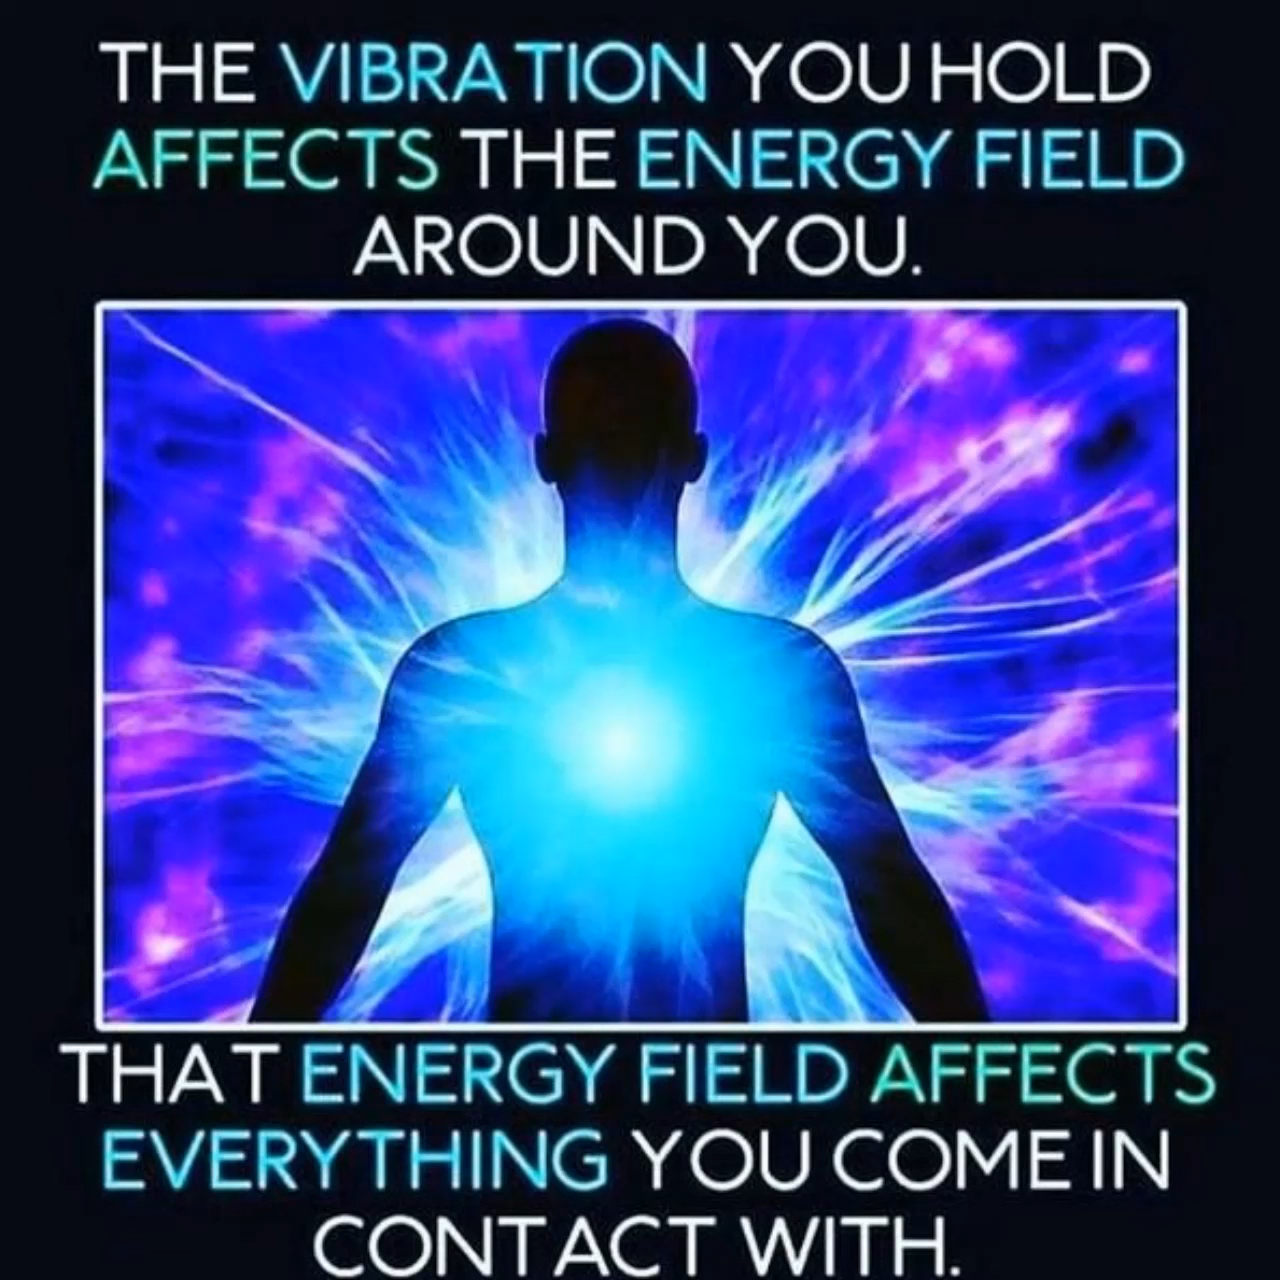 THE VIBRATION YOU HOLD
AFFECTS THE ENERGY FIELD
AROUND YOU.
THAT ENERGY FIELD AFFECTS
EVERYTHING YOU COME IN
CONTACT WITH.